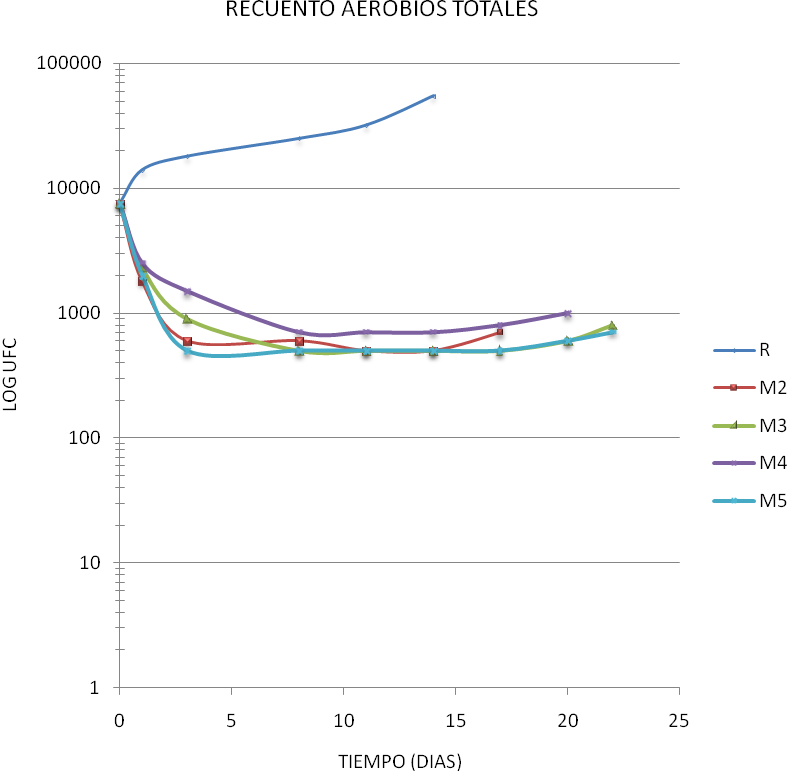 RECUENTO AEROBIOS TOTALES
100000
10000
1000
100
10
1
LOG UFC
0 5 10 15 20 25
TIEMPO (DIAS)
R
M2
M3
M4
M5